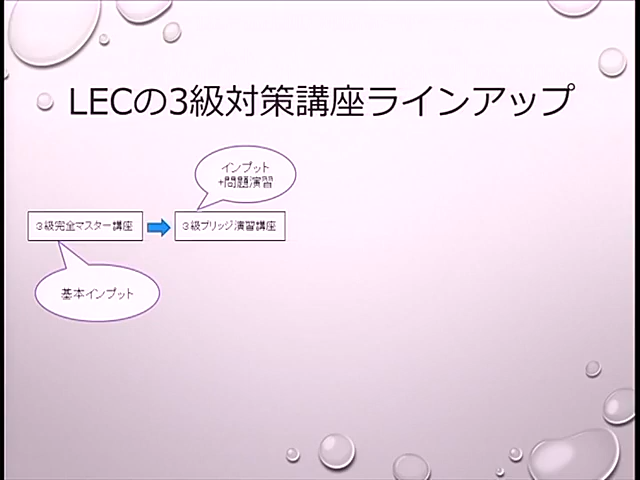 LECの3級対策講座ラインアップ
インプット
+問題演習
３級完全マスター講座
３級ブリッジ演習講座
基本インプット